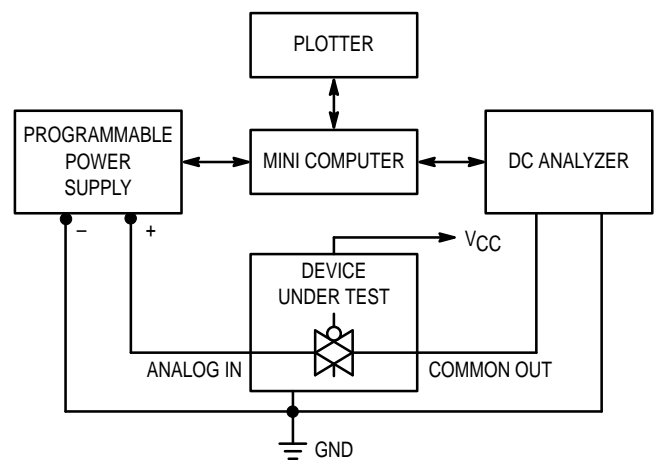 PLOTTER
PROGRAMMABLE
POWER
SUPPLY
MINI COMPUTER
DC ANALYZER
–
+
VCC
DEVICE
UNDER TEST
ANALOG IN
COMMON OUT
GND